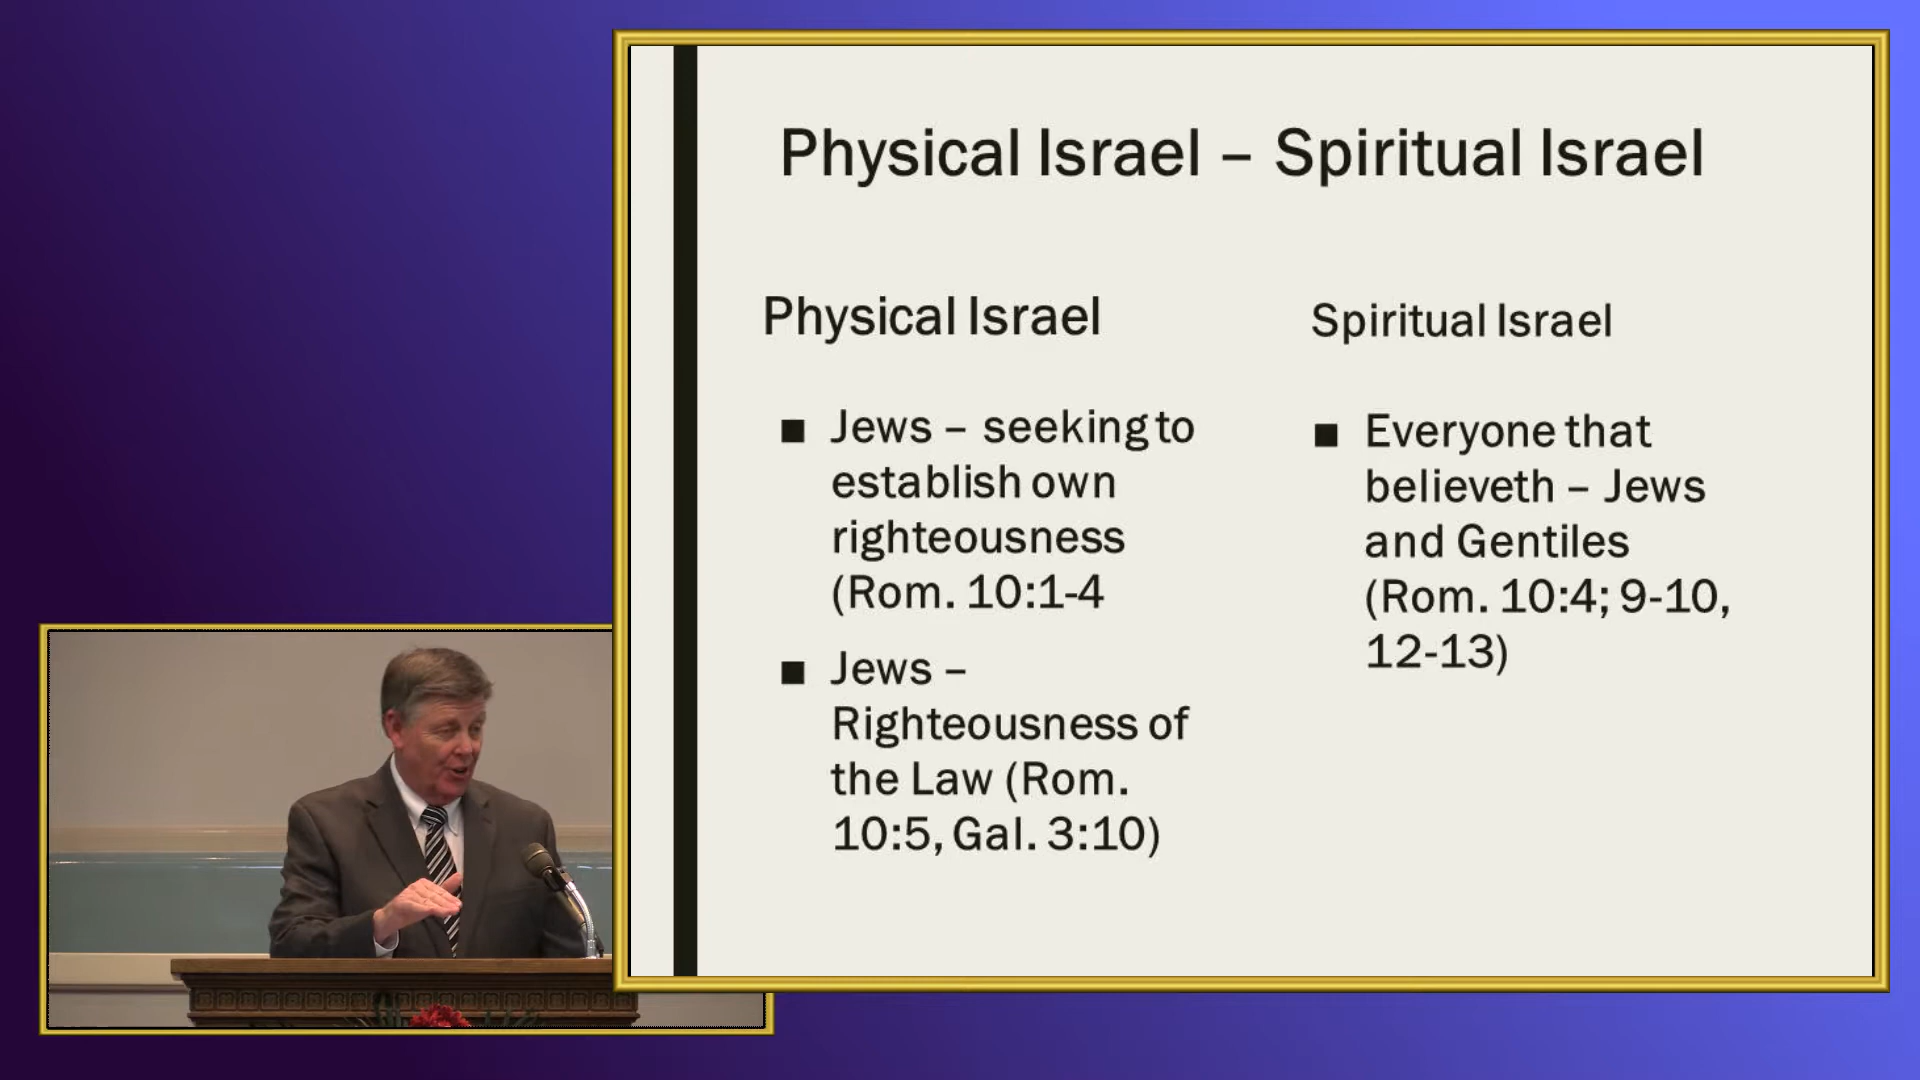 Physical Israel – Spiritual Israel
Physical Israel
■ Jews – seeking to
establish own
righteousness
(Rom. 10:1-4
■ Jews –
Righteousness of
the Law (Rom.
10:5, Gal. 3:10)
Spiritual Israel
■ Everyone that
believeth – Jews
and Gentiles
(Rom. 10:4; 9-10,
12-13)